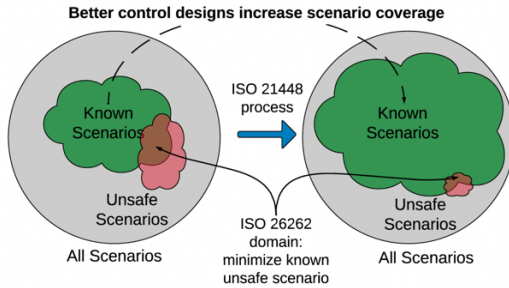 Better control designs increase scenario coverage
Known
Scenarios
Unsafe
Scenarios
All Scenarios
ISO 21448
process
ISO 26262
domain:
minimize known
unsafe scenario
Known
Scenarios
Unsafe
Scenarios
All Scenarios